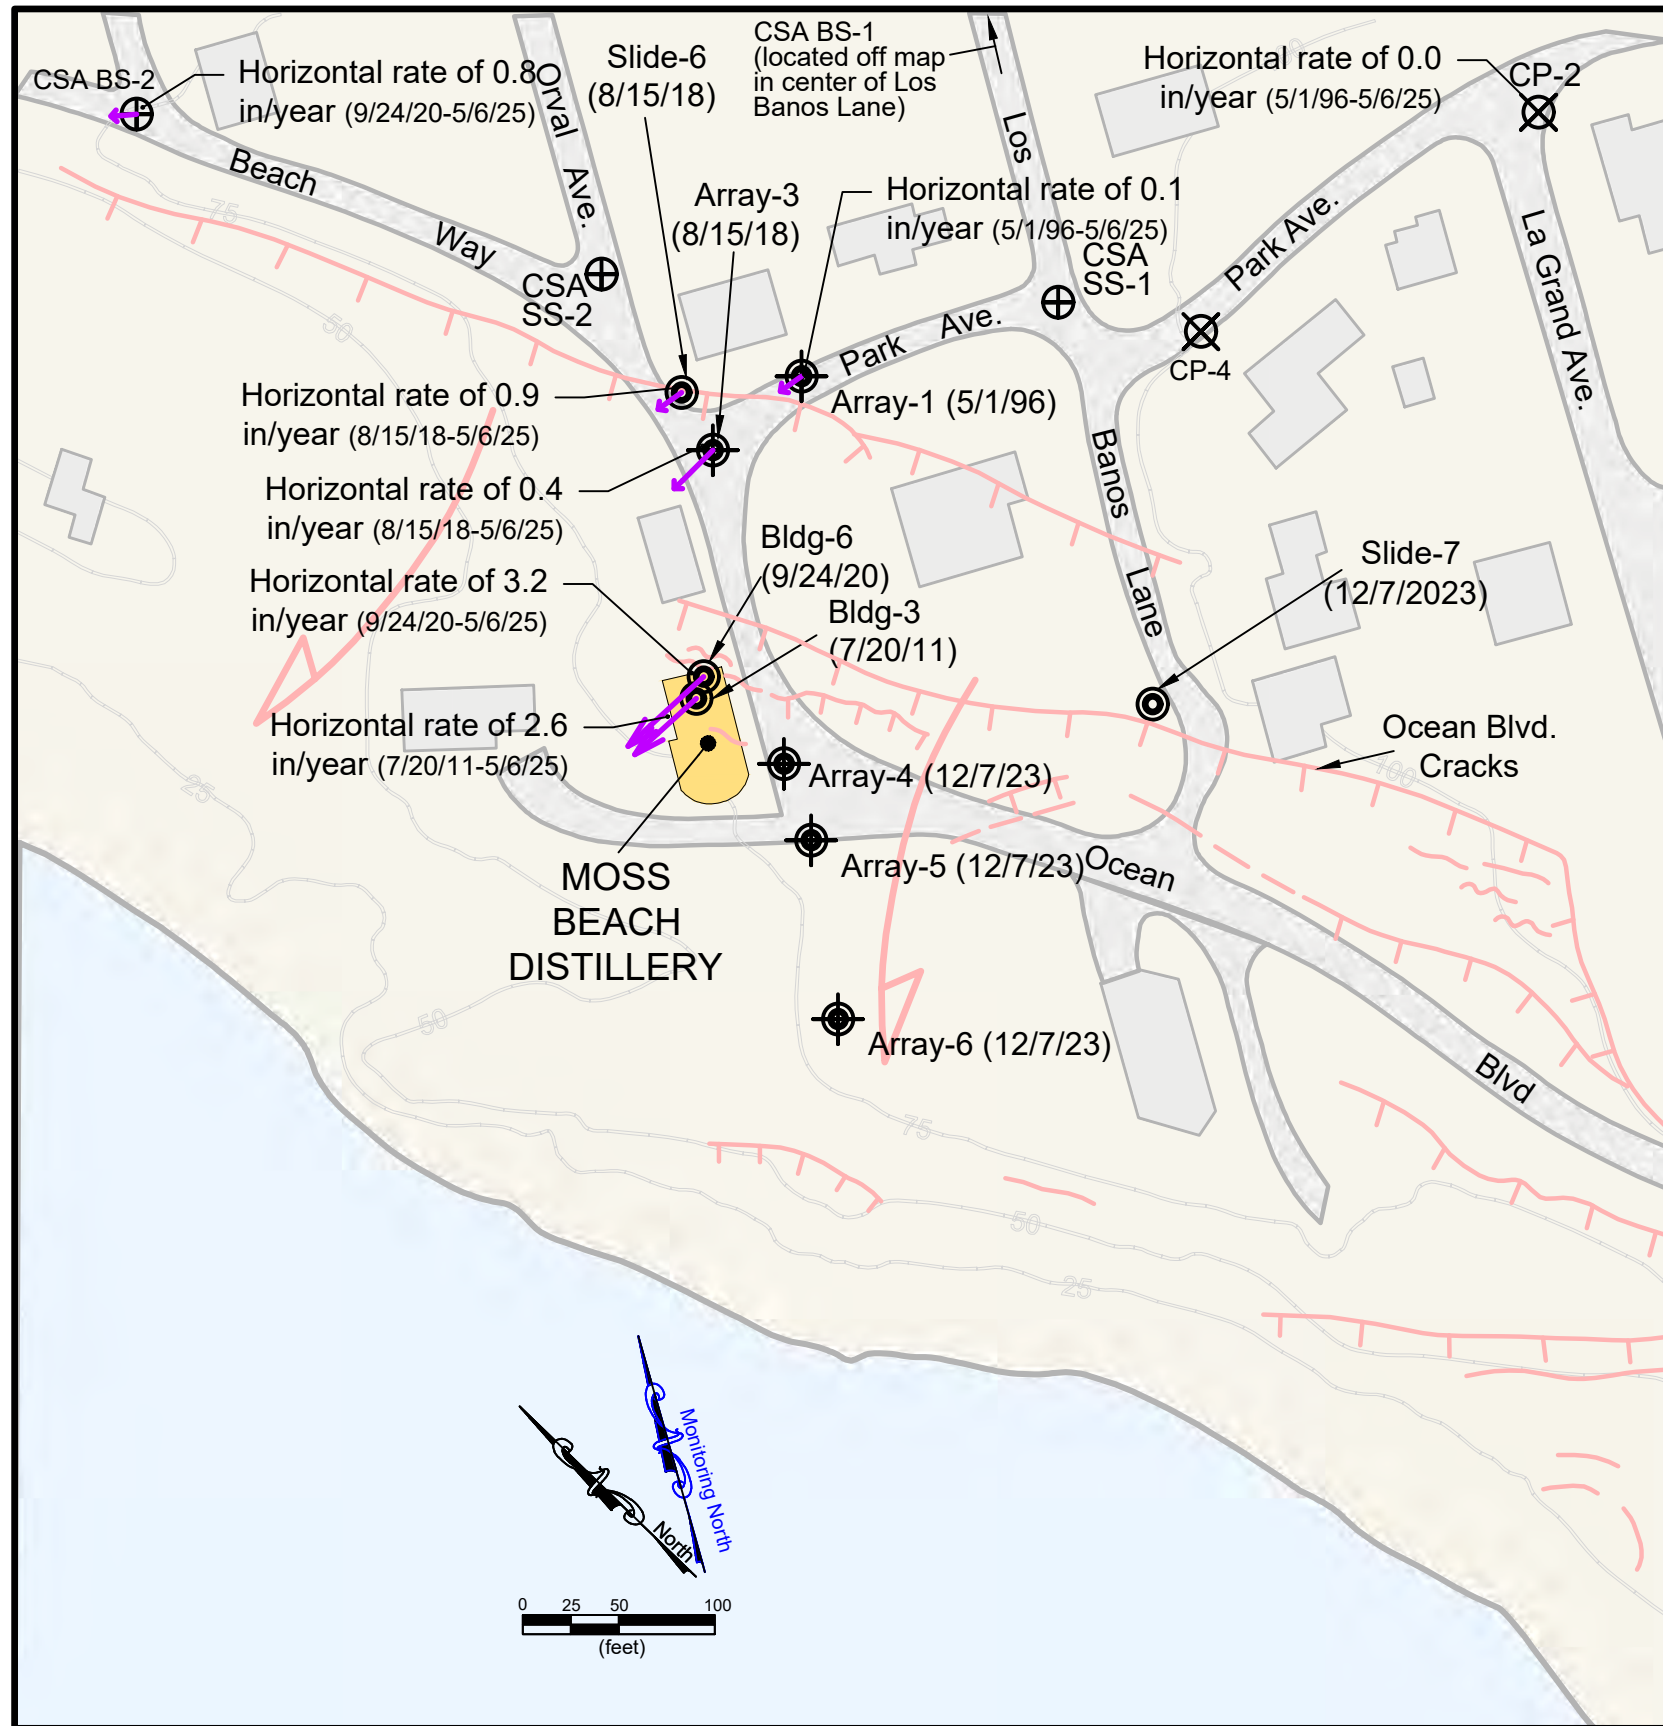 CSA BS-2
Horizontal rate of 0.8
in/year (9/24/20-5/6/25)
Orval Ave.
Slide-6
(8/15/18)
CSA BS-1
(located off map
in center of Los
Banos Lane)
Horizontal rate of 0.0
in/year (5/1/96-5/6/25)
CP-2
Beach Way
75
Array-3
(8/15/18)
Horizontal rate of 0.1
in/year (5/1/96-5/6/25)
Los
Park Ave.
La Grand Ave.
CSA
SS-2
CSA
SS-1
50
Park Ave.
CP-4
Array-1 (5/1/96)
Horizontal rate of 0.9
in/year (8/15/18-5/6/25)
Banos
Horizontal rate of 0.4
in/year (8/15/18-5/6/25)
Bldg-6
(9/24/20)
Lane
Slide-7
(12/7/2023)
Horizontal rate of 3.2
in/year (9/24/20-5/6/25)
Bldg-3
(7/20/11)
Horizontal rate of 2.6
in/year (7/20/11-5/6/25)
Ocean Blvd.
Cracks
100
25
Array-4 (12/7/23)
Array-5 (12/7/23)
Ocean
MOSS
BEACH
DISTILLERY
50
Array-6 (12/7/23)
Blvd
75
50
25
Monitoring North
North
0 25 50 100
(feet)